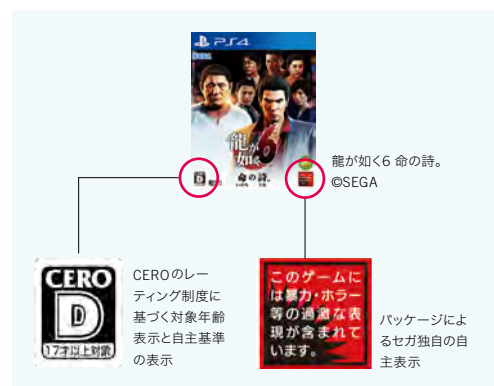 PS4
SEGA
龍が
如く6
命の詩。
D
龍が如く6 命の詩。
©SEGA
CERO
D
17才以上対象
CEROのレー
ティング制度に
基づく対象年齢
表示と自主基準
の表示
このゲームに
は暴力・ホラー
等の過激な表
現が含まれて
います。
パッケージによ
るセガ独自の自
主表示